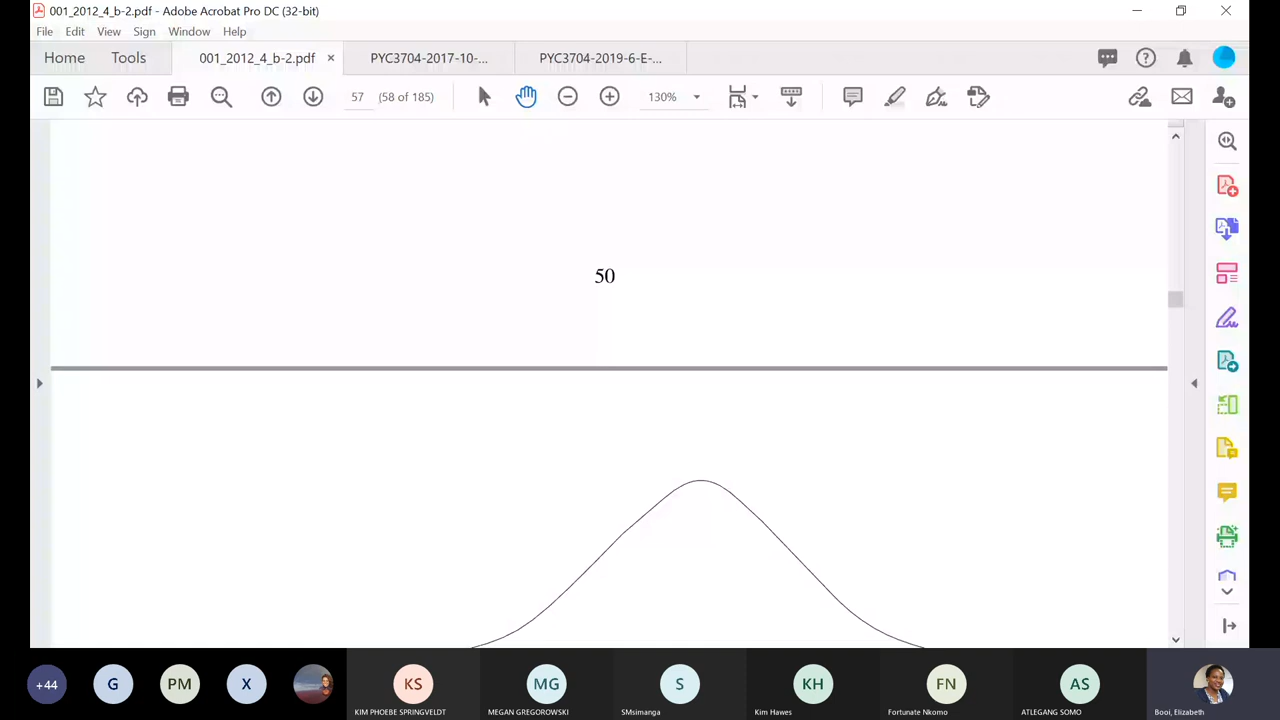 001_2012_4_b-2.pdf - Adobe Acrobat Pro DC (32-bit)
File Edit View Sign Window Help
Home Tools 001_2012_4_b-2.pdf × PYC3704-2017-10-... PYC3704-2019-6-E-...
57 (58 of 185) 130%
50
+44 G PM X KS MG S KH FN AS
KIM PHOEBE SPRINGVELDT MEGAN GREGOROWSKI SMsimanga Kim Hawes Fortunate Nkomo ATLEGANG SOMO Booi, Elizabeth